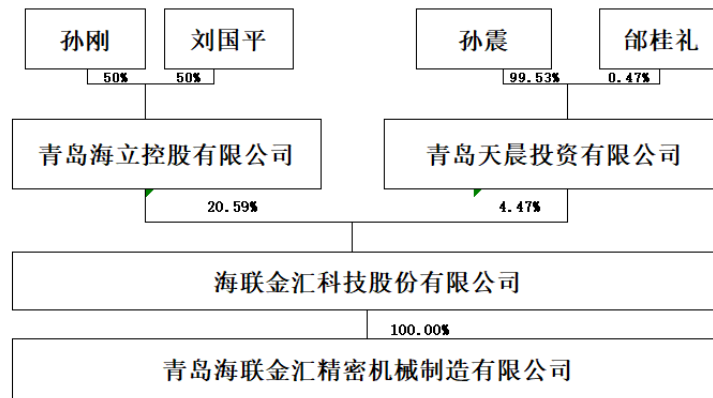 孙刚
刘国平
孙震
邰桂礼
50%
50%
99.53%
0.47%
青岛海立控股有限公司
青岛天晨投资有限公司
20.59%
4.47%
海联金汇科技股份有限公司
100.00%
青岛海联金汇精密机械制造有限公司